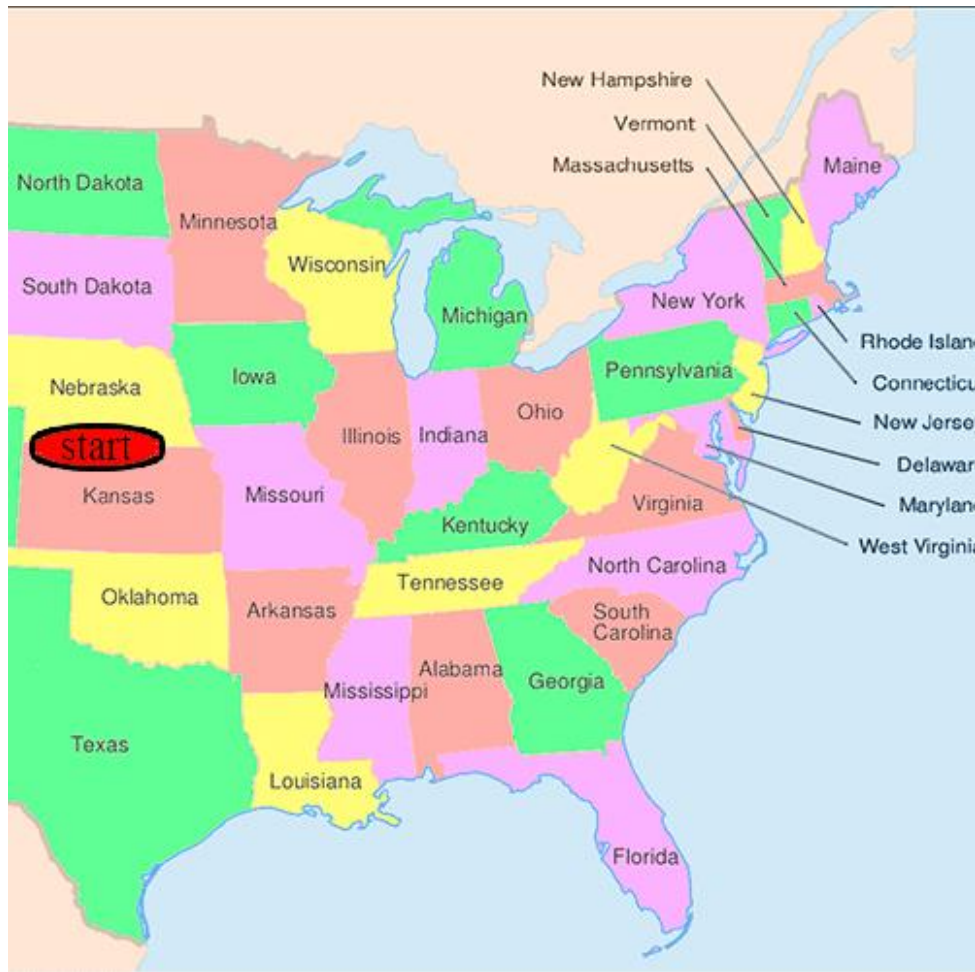 New Hampshire
Vermont
Massachusetts
Maine
North Dakota
Minnesota
Wisconsin
South Dakota
Michigan
New York
Rhode Islan
Iowa
Pennsylvania
Connecticu
Nebraska
Ohio
New Jerse
start
Illinois
Indiana
Delawar
Kansas
Missouri
Virginia
Maryland
Kentucky
West Virginia
North Carolina
Tennessee
Oklahoma
Arkansas
South
Carolina
Alabama
Georgia
Mississippi
Texas
Louisiana
Florida